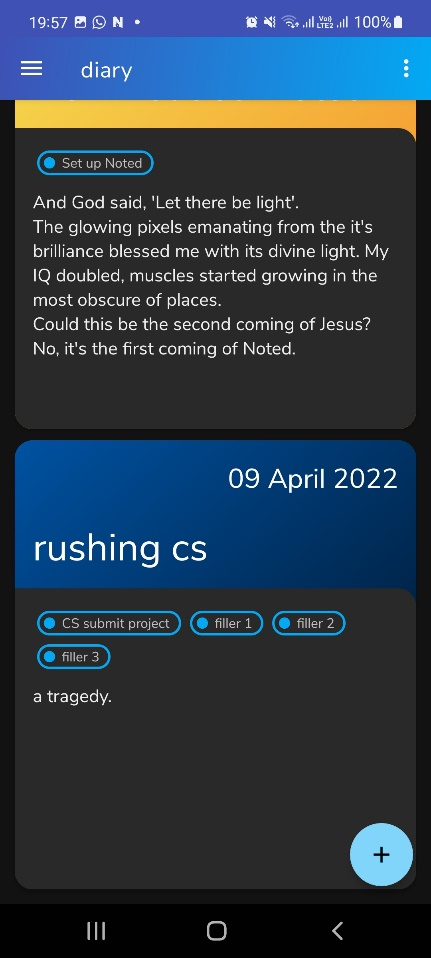 19:57
Vo)) LTE2
100%
diary
Set up Noted
And God said, 'Let there be light'.
The glowing pixels emanating from the it's
brilliance blessed me with its divine light. My
IQ doubled, muscles started growing in the
most obscure of places.
Could this be the second coming of Jesus?
No, it's the first coming of Noted.
09 April 2022
rushing cs
CS submit project
filler 1
filler 2
filler 3
a tragedy.